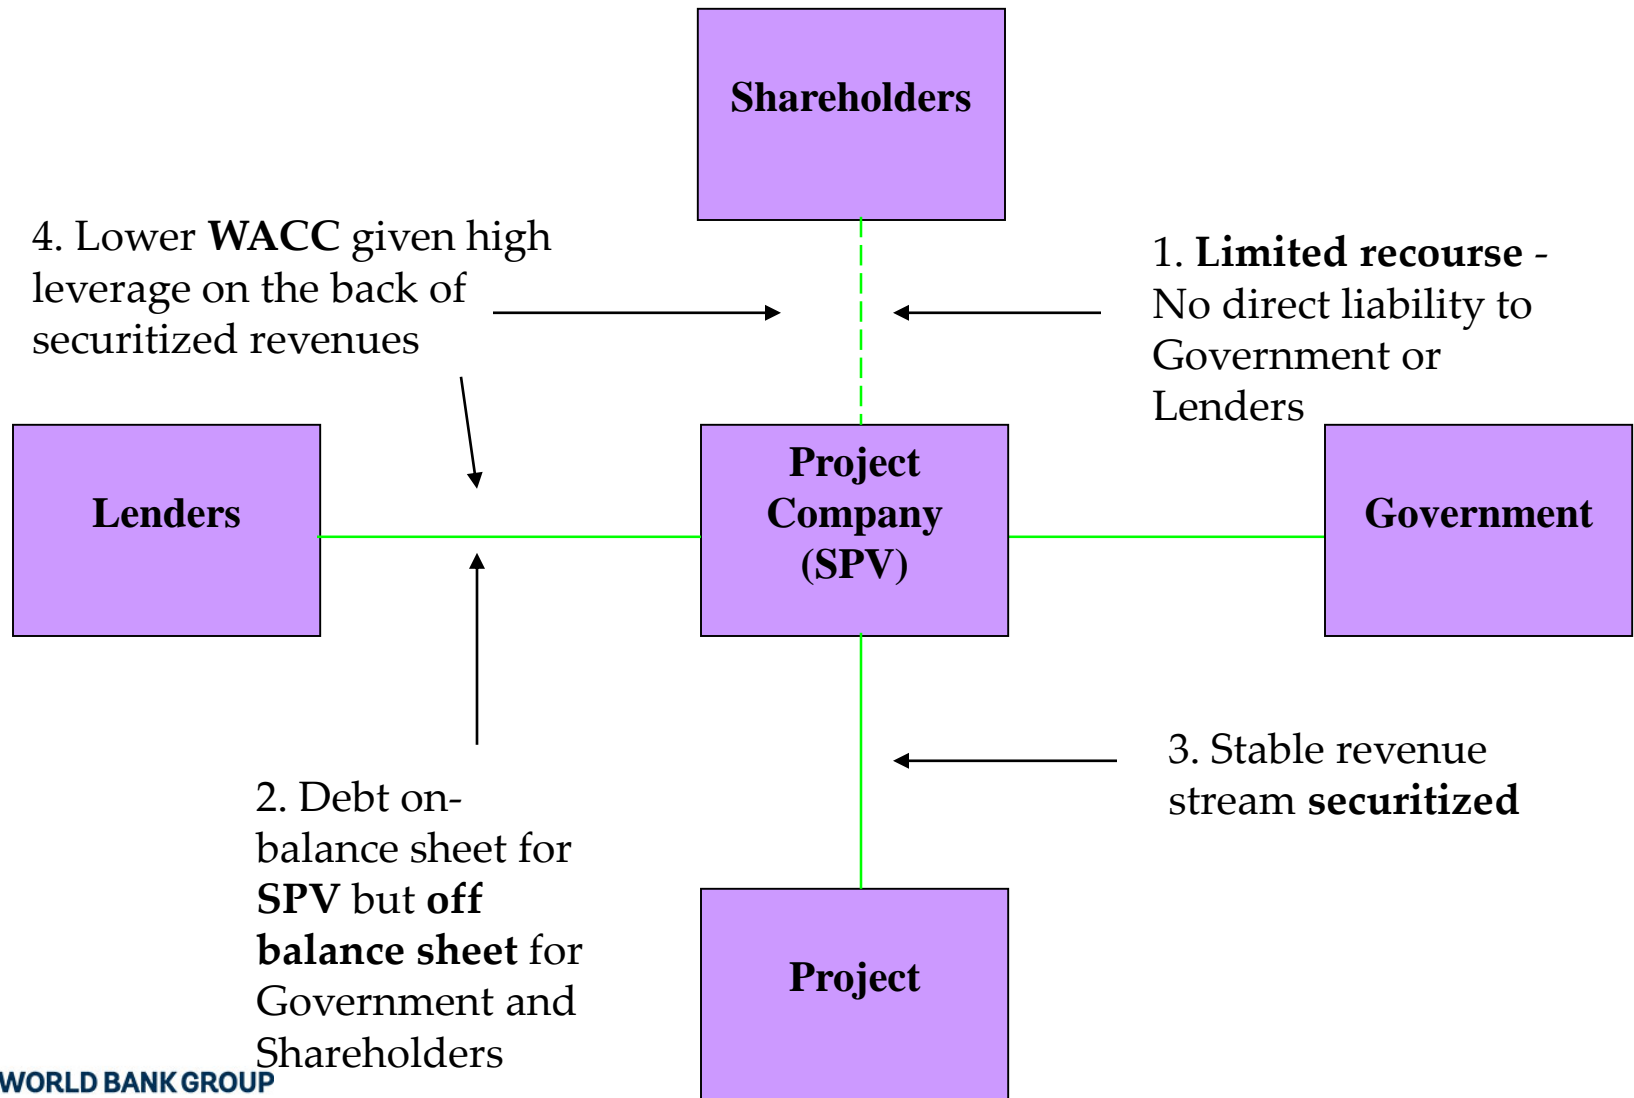 Shareholders
4. Lower WACC given high
leverage on the back of
securitized revenues
1. Limited recourse -
No direct liability to
Government or
Lenders
Lenders
Project
Company
(SPV)
Government
2. Debt on-
balance sheet for
SPV but off
balance sheet for
Government and
Shareholders
3. Stable revenue
stream securitized
Project
WORLD BANK GROUP